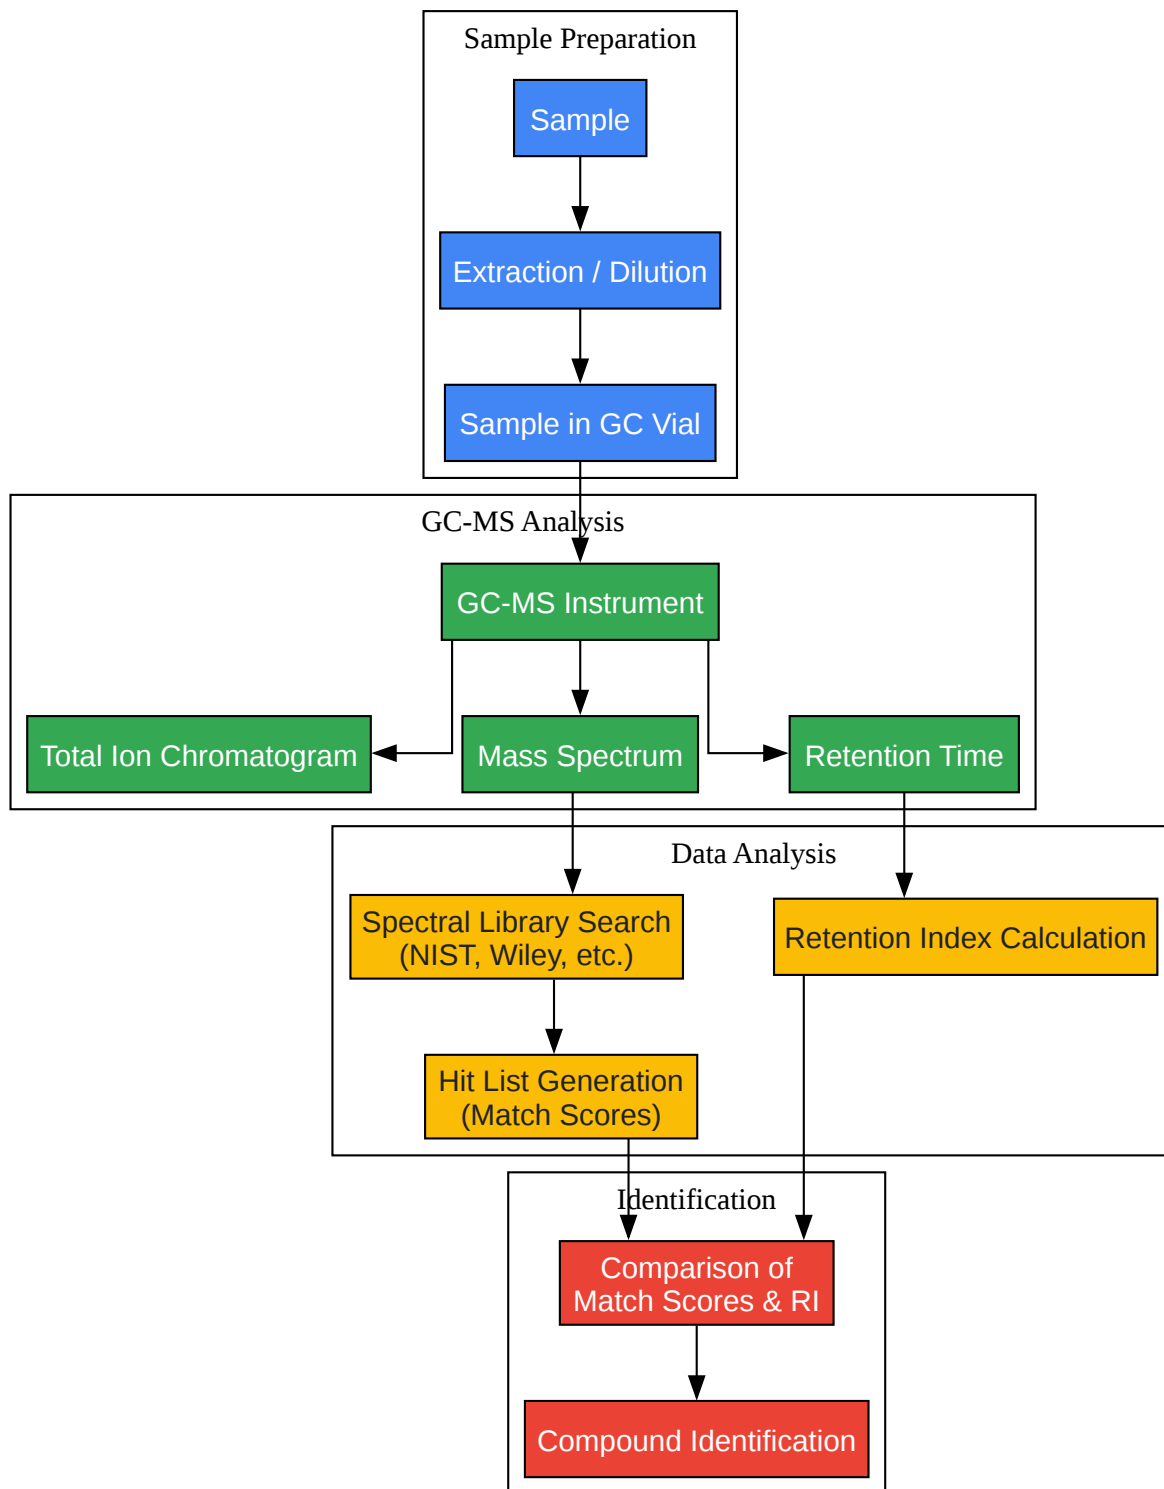 Sample Preparation
Sample
Extraction / Dilution
Sample in GC Vial
GC-MS Analysis
GC-MS Instrument
Total Ion Chromatogram
Mass Spectrum
Retention Time
Data Analysis
Spectral Library Search
(NIST, Wiley, etc.)
Retention Index Calculation
Hit List Generation
(Match Scores)
Identification
Comparison of
Match Scores & RI
Compound Identification